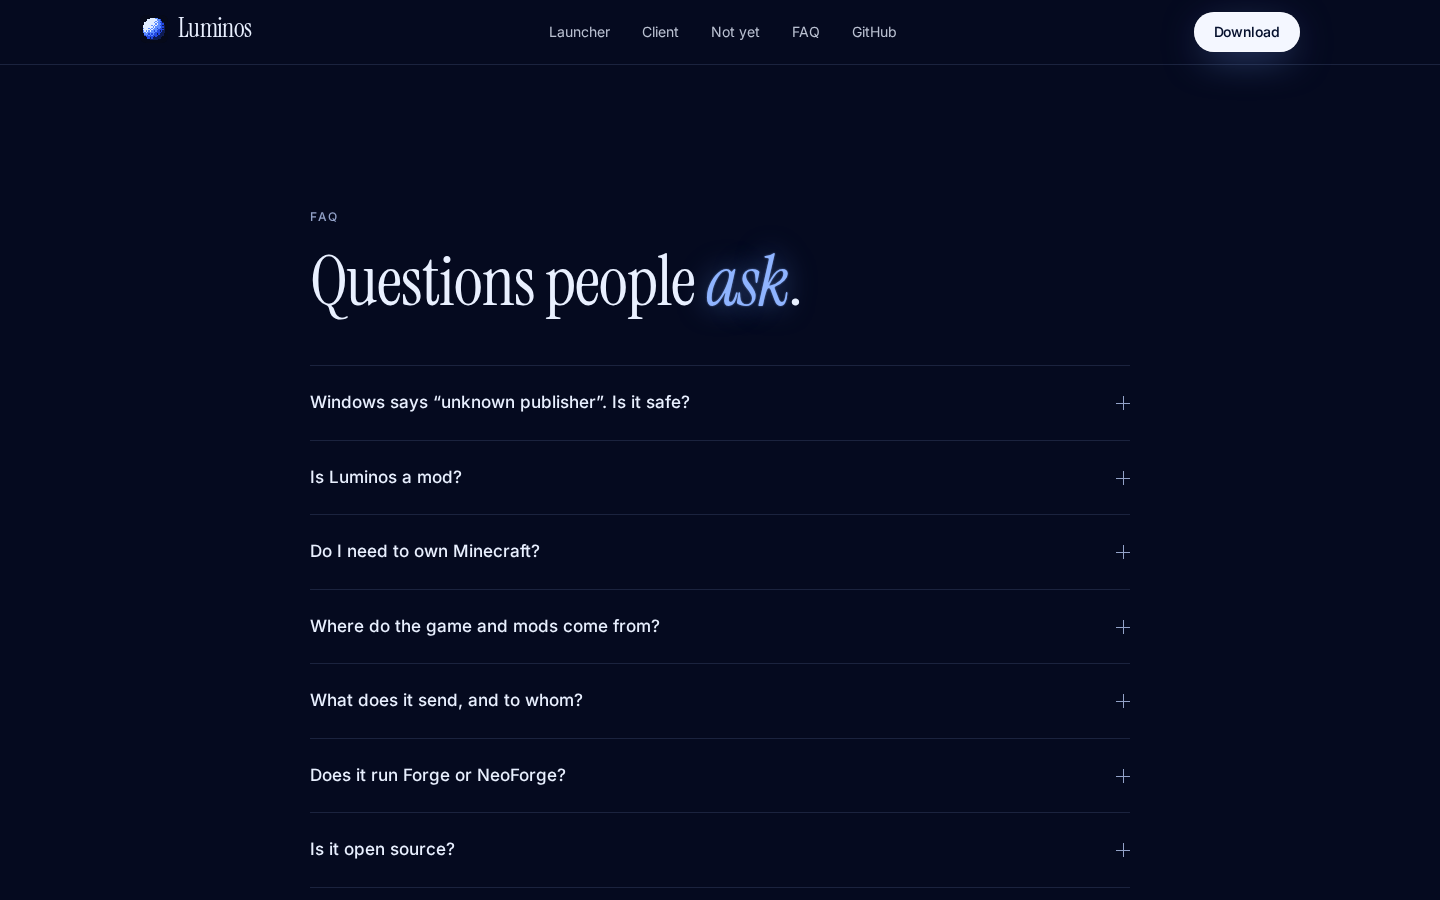 Luminos
Launcher
Client
Not yet
FAQ
GitHub
Download
FAQ
Questions people ask.
Windows says “unknown publisher”. Is it safe?
Is Luminos a mod?
Do I need to own Minecraft?
Where do the game and mods come from?
What does it send, and to whom?
Does it run Forge or NeoForge?
Is it open source?